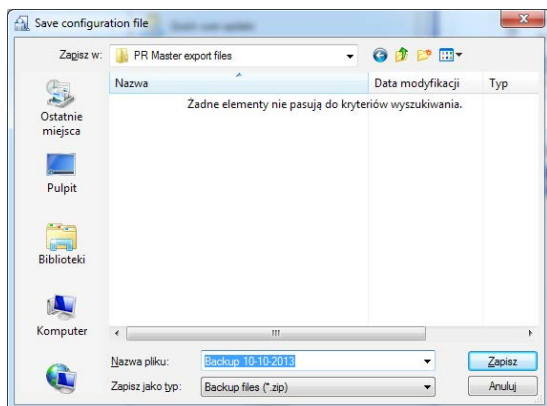 Save configuration file
Zapisz w: PR Master export files
Nazwa Data modyfikacji Typ
Żadne elementy nie pasują do kryteriów wyszukiwania.
Ostatnie
miejsca
Pulpit
Biblioteki
Komputer
Nazwa pliku: Backup 10-10-2013 Zapisz
Zapisz jako typ: Backup files (*.zip) Anuluj